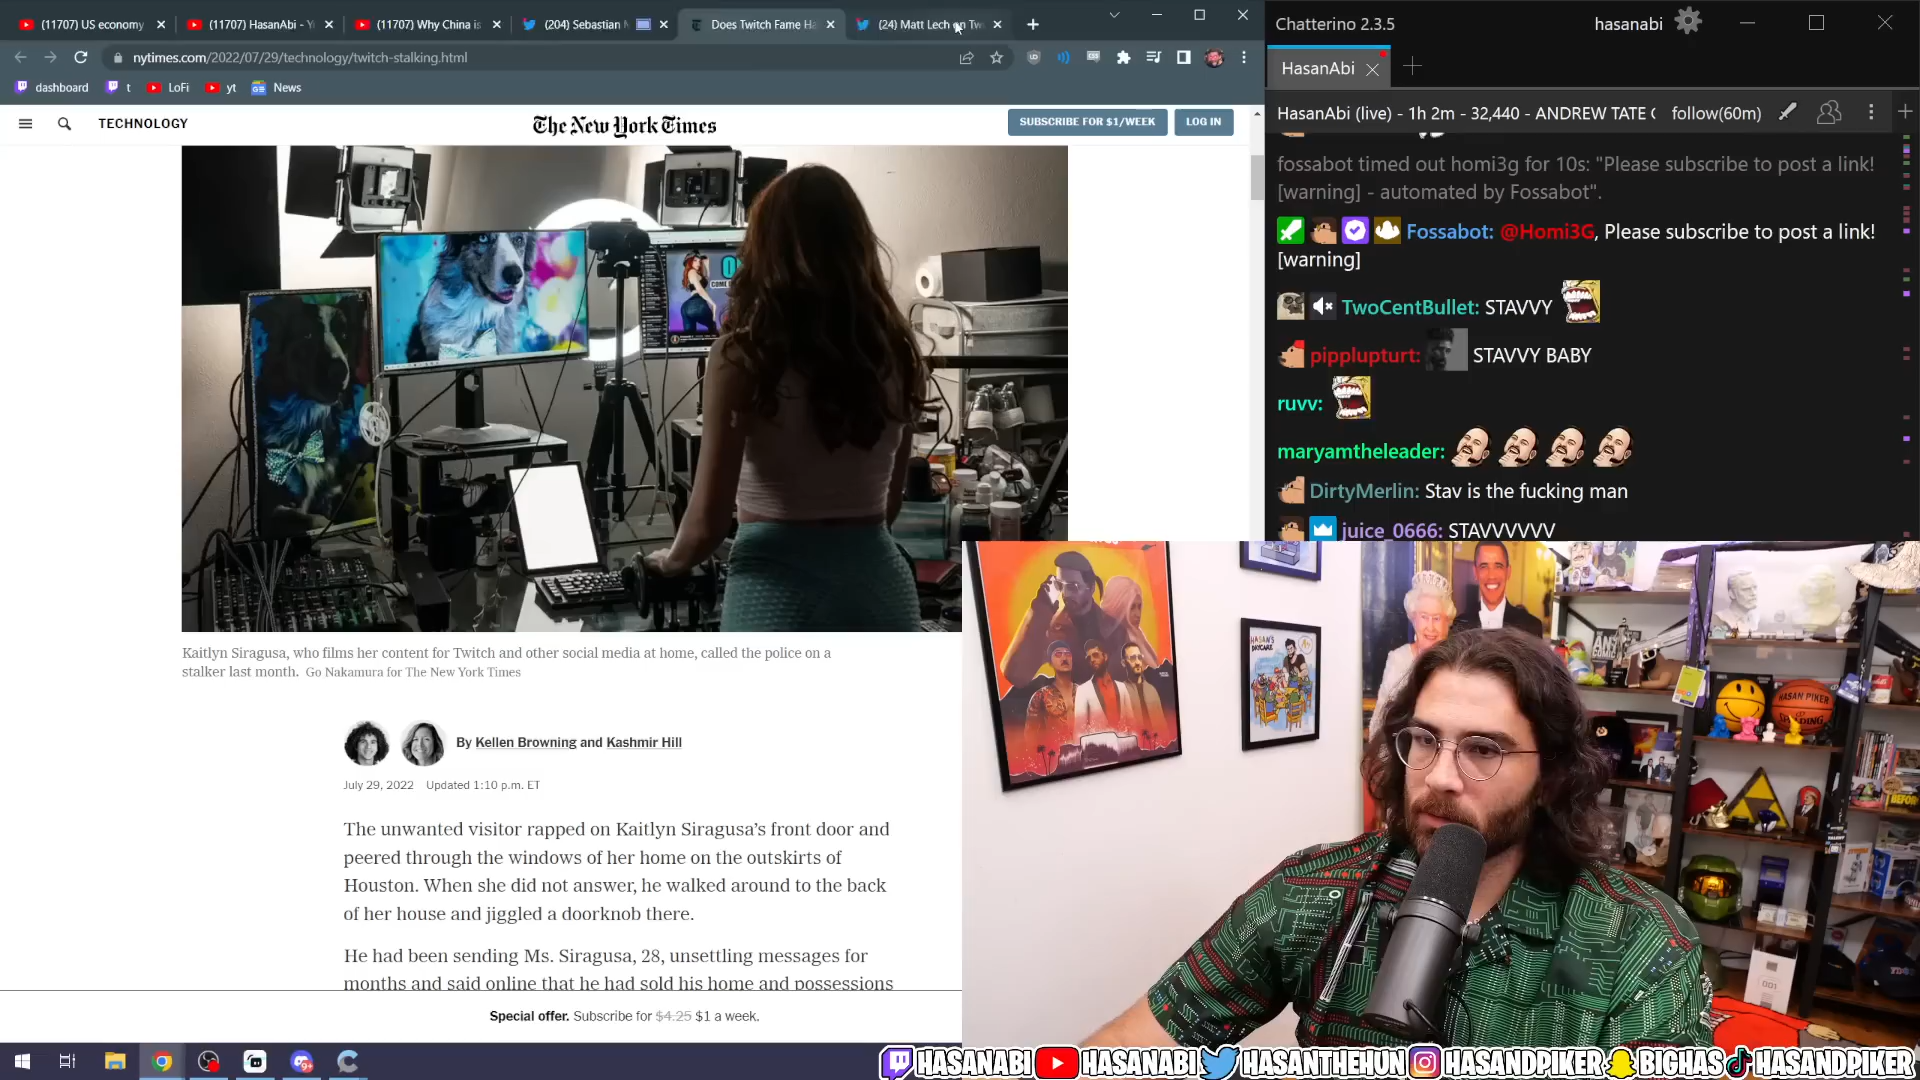 (11707) US economy
(11707) HasanAbi - Y
(11707) Why China is
(204) Sebastian
Does Twitch Fame Ha
(24) Matt Lech on Tw
nytimes.com/2022/07/29/technology/twitch-stalking.html
dashboard
t
LoFi
yt
News
TECHNOLOGY
The New York Times
SUBSCRIBE FOR $1/WEEK
LOG IN
Kaitlyn Siragusa, who films her content for Twitch and other social media at home, called the police on a
stalker last month. Go Nakamura for The New York Times
By Kellen Browning and Kashmir Hill
July 29, 2022 Updated 1:10 p.m. ET
The unwanted visitor rapped on Kaitlyn Siragusa’s front door and
peered through the windows of her home on the outskirts of
Houston. When she did not answer, he walked around to the back
of her house and jiggled a doorknob there.
He had been sending Ms. Siragusa, 28, unsettling messages for
months and said online that he had sold his home and possessions
Special offer. Subscribe for $4.25 $1 a week.
Chatterino 2.3.5
hasanabi
HasanAbi
HasanAbi (live) - 1h 2m - 32,440 - ANDREW TATE
follow(60m)
fossabot timed out homi3g for 10s: "Please subscribe to post a link!
[warning] - automated by Fossabot".
Fossabot: @Homi3G, Please subscribe to post a link!
[warning]
TwoCentBullet: STAVVY
pipplupturt: STAVVY BABY
ruvv:
maryamtheleader:
DirtyMerlin: Stav is the fucking man
juice_0666: STAVVVVVV
HASAN'S
DAYCARE
HASAN PIKER
HASANABI
HASANABI
HASANTHEHUN
HASANDPIKER
BIGHAS
HASANDPIKER